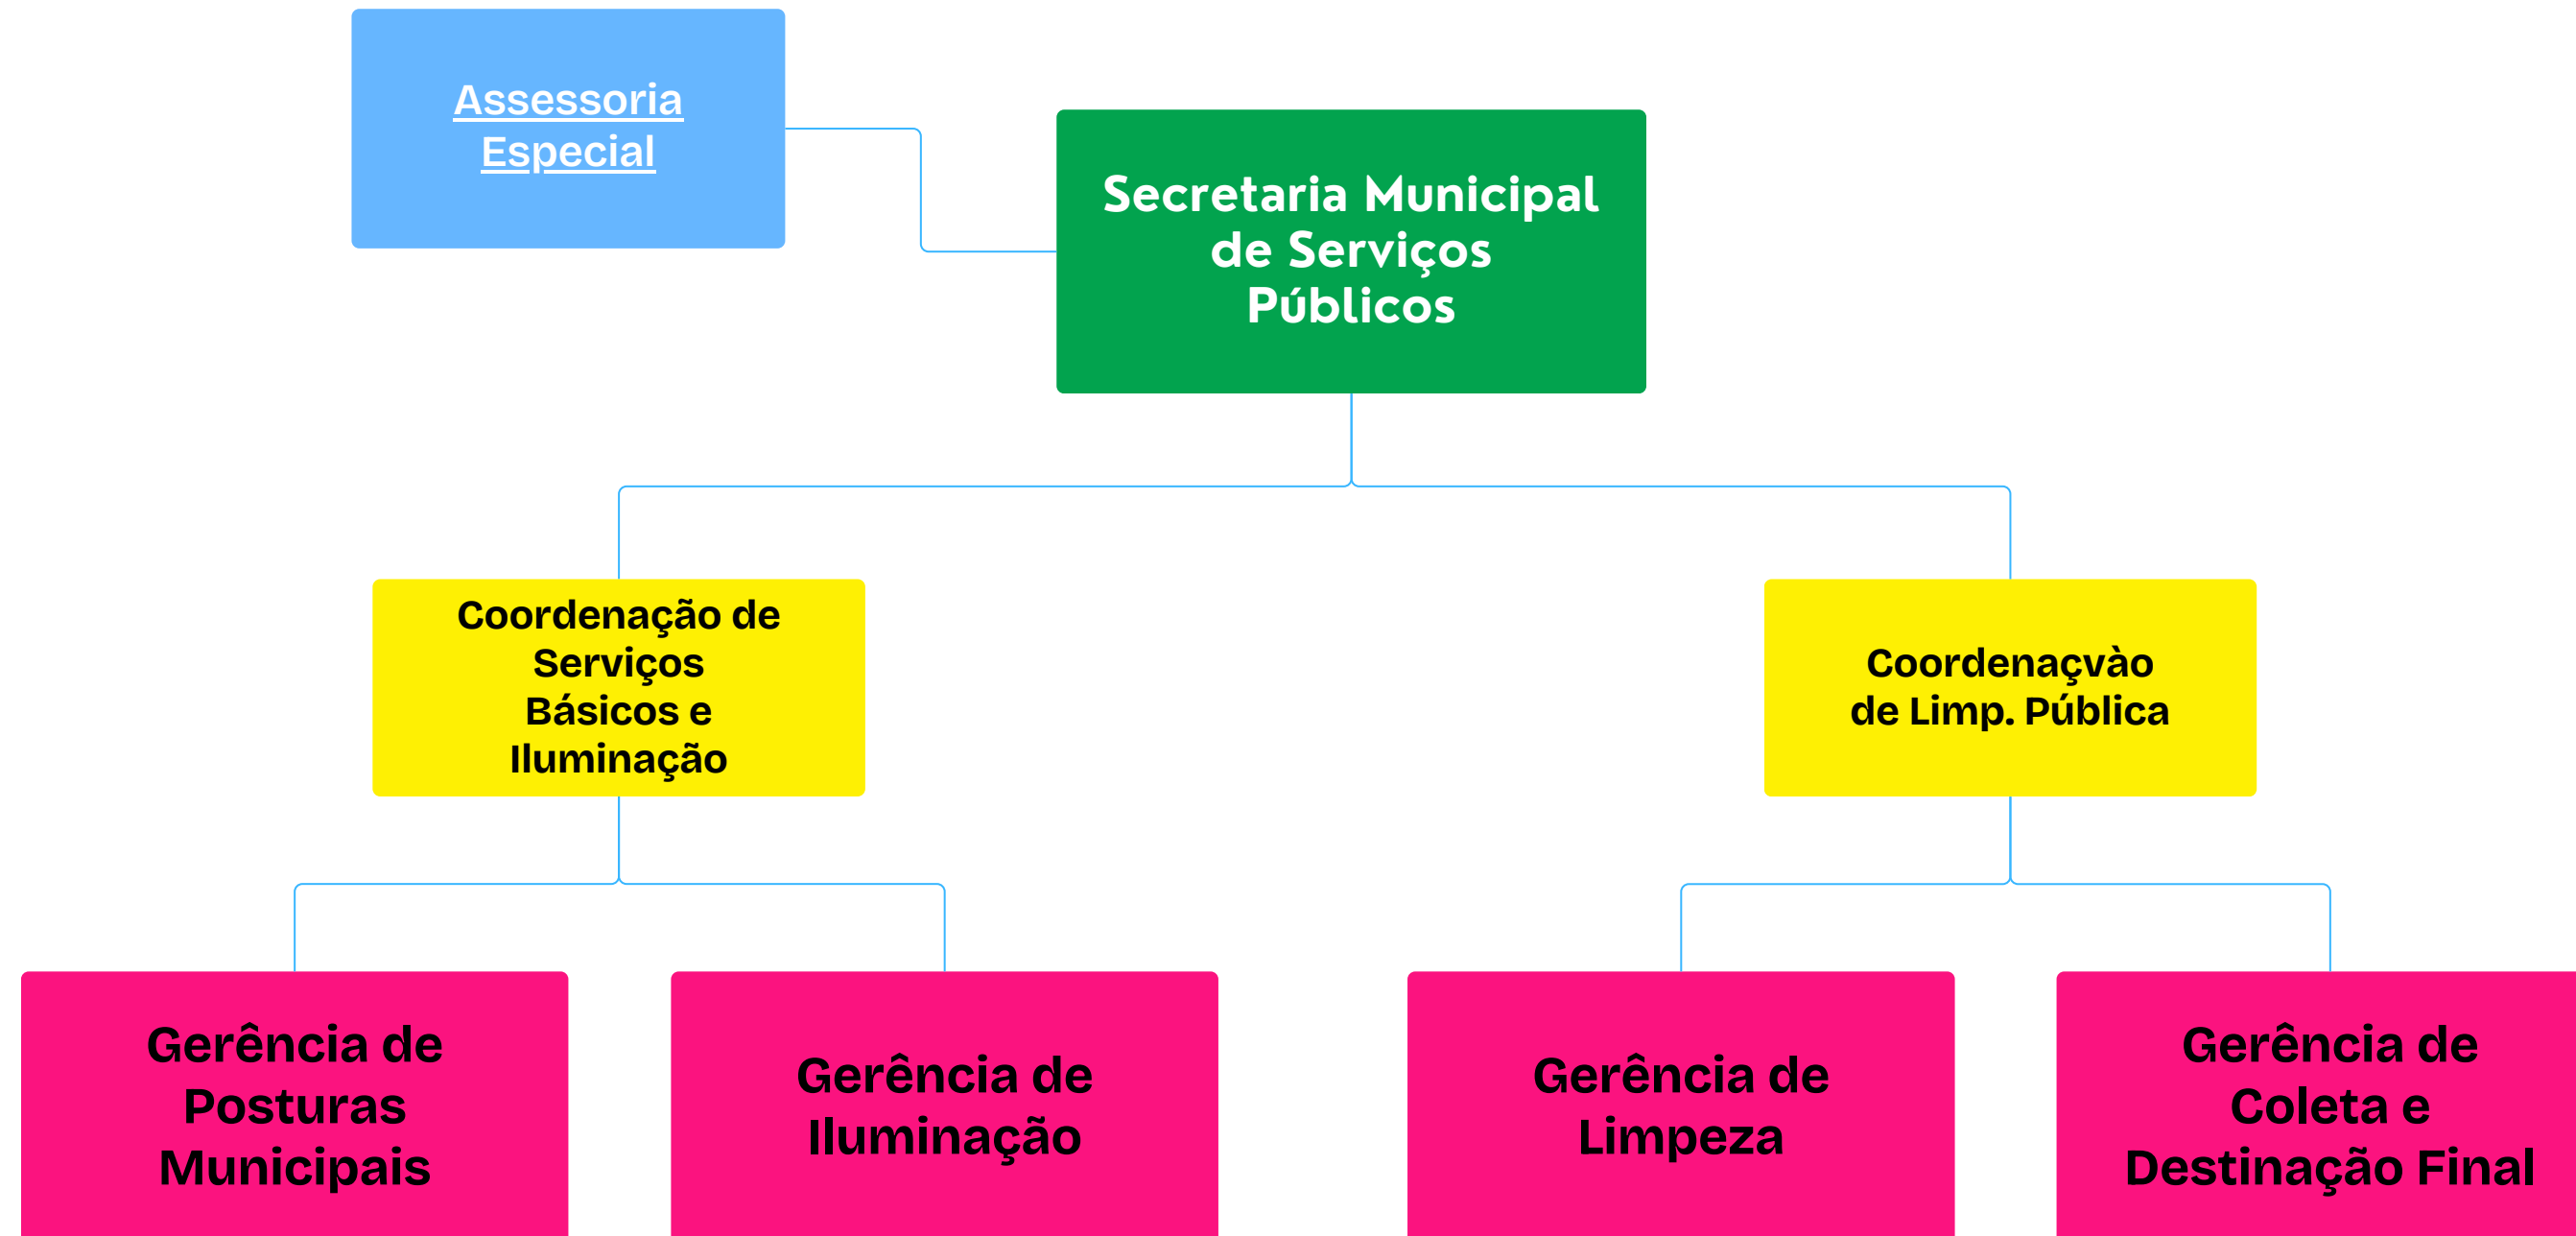 Assessoria
Especial
Secretaria Municipal
de Serviços
Públicos
Coordenação de
Serviços
Básicos e
Iluminação
Coordenaçvào
de Limp. Pública
Gerência de
Posturas
Municipais
Gerência de
Iluminação
Gerência de
Limpeza
Gerência de
Coleta e
Destinação Final